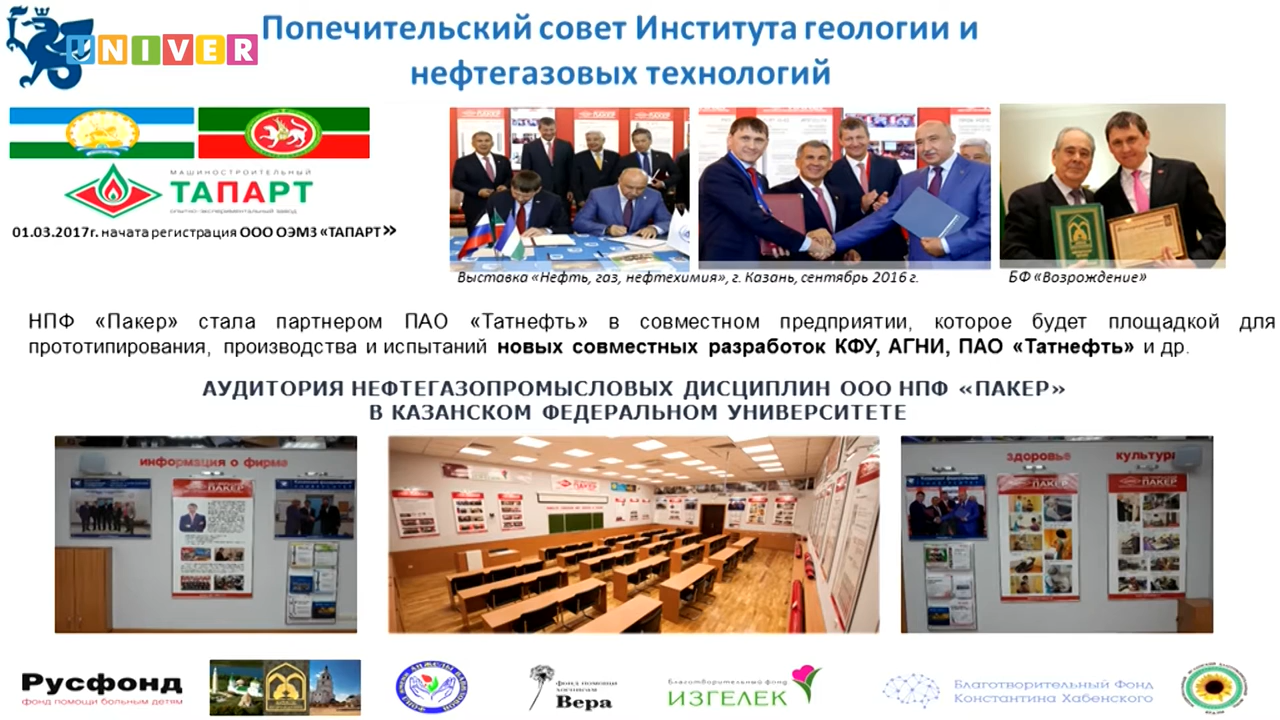 Попечительский совет Института геологии и
нефтегазовых технологий
UNIVER
МАШИНОСТРОИТЕЛЬНЫЙ
ТАПАРТ
ОПЫТНО-ЭКСПЕРИМЕНТАЛЬНЫЙ ЗАВОД
01.03.2017г. начата регистрация ООО ОЭМЗ «ТАПАРТ»
Выставка «Нефть, газ, нефтехимия», г. Казань, сентябрь 2016 г.
БФ «Возрождение»
НПФ «Пакер» стала партнером ПАО «Татнефть» в совместном предприятии, которое будет площадкой для
прототипирования, производства и испытаний новых совместных разработок КФУ, АГНИ, ПАО «Татнефть» и др.
АУДИТОРИЯ НЕФТЕГАЗОПРОМЫСЛОВЫХ ДИСЦИПЛИН ООО НПФ «ПАКЕР»
В КАЗАНСКОМ ФЕДЕРАЛЬНОМ УНИВЕРСИТЕТЕ
информация о фирме
ПАКЕР
здоровье
культура
ПАКЕР
ПАКЕР
Русфонд
фонд помощи больным детям
фонд помощи
хосписам
Вера
Благотворительный фонд
ИЗГЕЛЕК
Благотворительный Фонд
Константина Хабенского